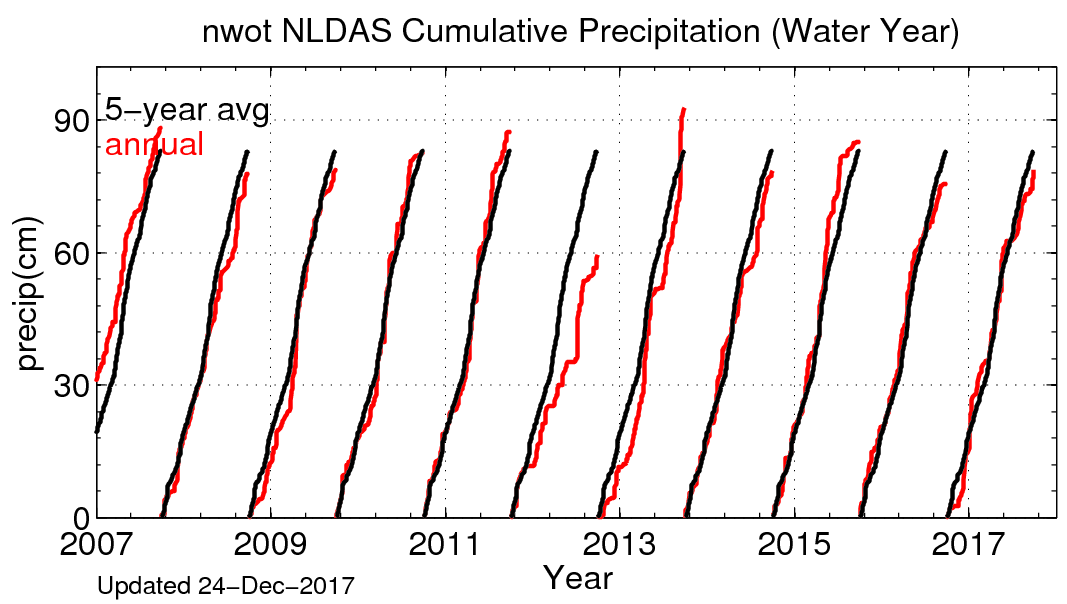 nwot NLDAS Cumulative Precipitation (Water Year)
5−year avg
annual
precip(cm)
90
60
30
0
2007 2009 2011 2013 2015 2017
Year
Updated 24−Dec−2017